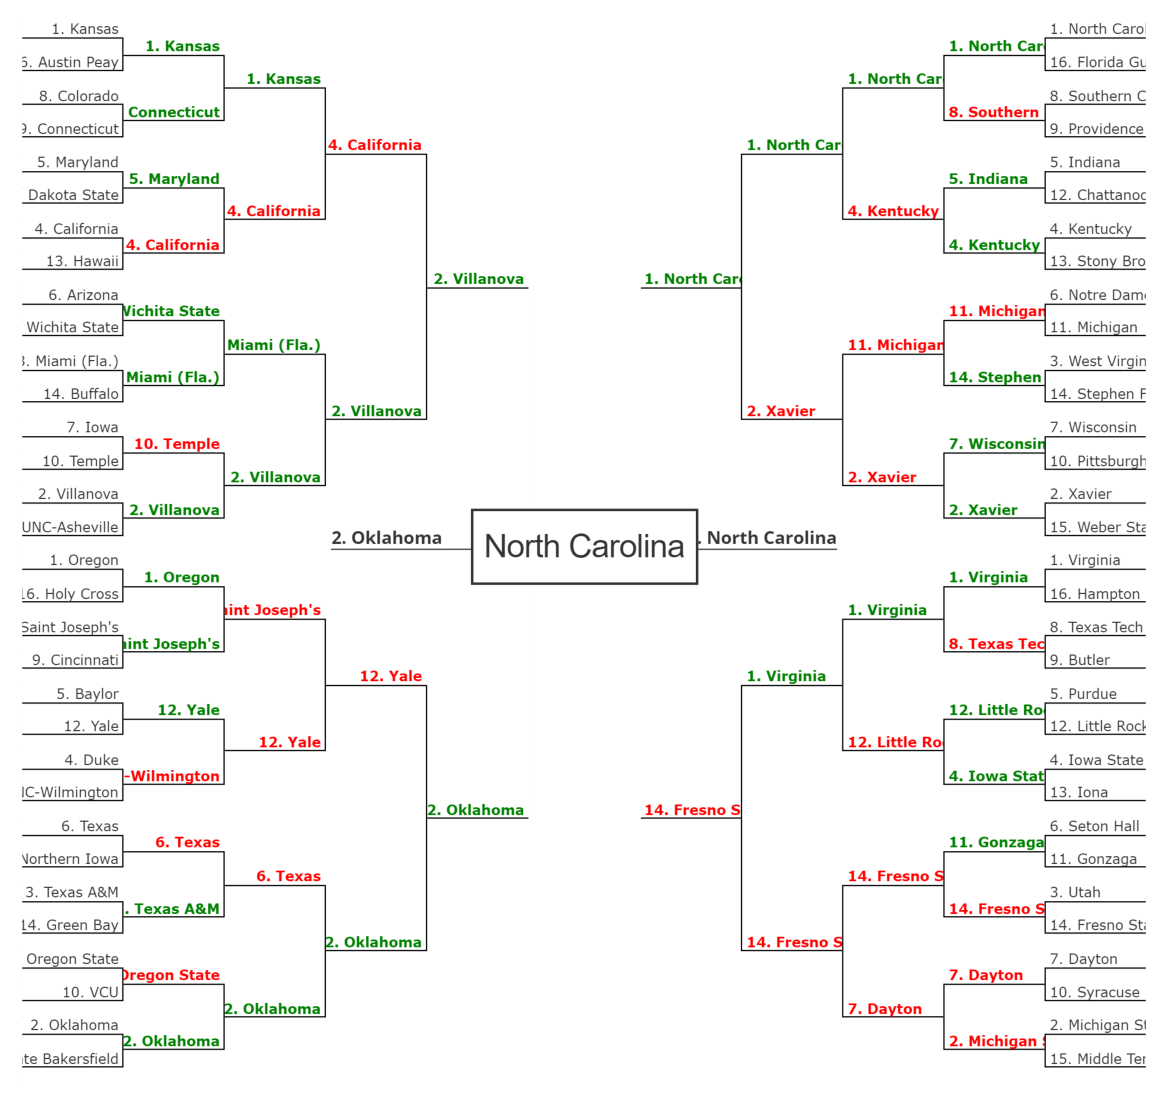 1. Kansas
Austin Peay
8. Colorado
Connecticut
5. Maryland
Dakota State
4. California
13. Hawaii
6. Arizona
Wichita State
Miami (Fla.)
14. Buffalo
7. Iowa
10. Temple
2. Villanova
UNC-Asheville
1. Oregon
16. Holy Cross
Saint Joseph's
9. Cincinnati
5. Baylor
12. Yale
4. Duke
IC-Wilmington
6. Texas
Northern Iowa
3. Texas A&M
14. Green Bay
Oregon State
10. VCU
2. Oklahoma
te Bakersfield
1. Kansas
Connecticut
5. Maryland
4. California
Wichita State
Miami (Fla.)
10. Temple
2. Villanova
1. Oregon
aint Joseph's
12. Yale
-Wilmington
6. Texas
. Texas A&M
Oregon State
2. Oklahoma
1. Kansas
4. California
Miami (Fla.)
2. Villanova
aint Joseph's
12. Yale
6. Texas
2. Oklahoma
4. California
2. Villanova
12. Yale
2. Oklahoma
2. Villanova
2. Oklahoma
2. Oklahoma
North Carolina
. North Carolina
1. North Car
14. Fresno S
1. North Car
2. Xavier
1. Virginia
14. Fresno S
1. North Car
4. Kentucky
11. Michigan
2. Xavier
1. Virginia
12. Little Ro
14. Fresno S
7. Dayton
1. North Car
8. Southern
5. Indiana
4. Kentucky
11. Michigan
14. Stephen
7. Wisconsin
2. Xavier
1. Virginia
8. Texas Tec
12. Little Ro
4. Iowa Stat
11. Gonzaga
14. Fresno S
7. Dayton
2. Michigan
1. North Carol
16. Florida Gu
8. Southern C
9. Providence
5. Indiana
12. Chattanoo
4. Kentucky
13. Stony Bro
6. Notre Dame
11. Michigan
3. West Virgin
14. Stephen F
7. Wisconsin
10. Pittsburgh
2. Xavier
15. Weber Sta
1. Virginia
16. Hampton
8. Texas Tech
9. Butler
5. Purdue
12. Little Rock
4. Iowa State
13. Iona
6. Seton Hall
11. Gonzaga
3. Utah
14. Fresno Sta
7. Dayton
10. Syracuse
2. Michigan St
15. Middle Ter